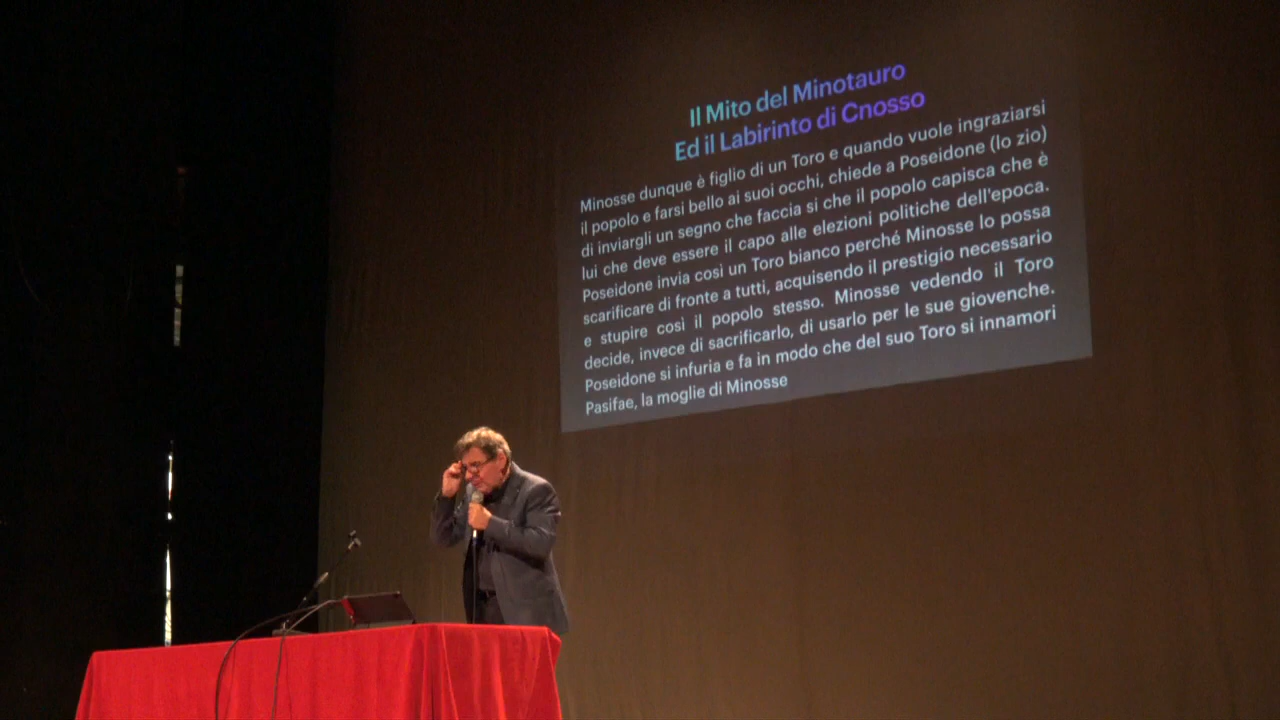 Il Mito del Minotauro
Ed il Labirinto di Cnosso
Minosse dunque è figlio di un Toro e quando vuole ingraziarsi
il popolo e farsi bello ai suoi occhi, chiede a Poseidone (lo zio)
di inviargli un segno che faccia si che il popolo capisca che è
lui che deve essere il capo alle elezioni politiche dell'epoca.
Poseidone invia così un Toro bianco perché Minosse lo possa
scarificare di fronte a tutti, acquisendo il prestigio necessario
e stupire così il popolo stesso. Minosse vedendo il Toro
decide, invece di sacrificarlo, di usarlo per le sue giovenche.
Poseidone si infuria e fa in modo che del suo Toro si innamori
Pasifae, la moglie di Minosse